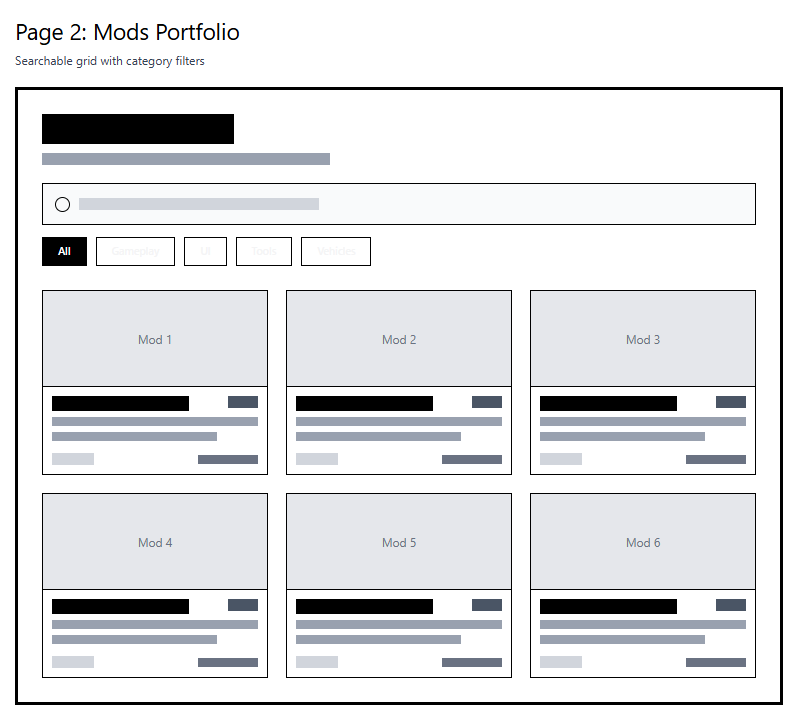 Page 2: Mods Portfolio
Searchable grid with category filters
All Gameplay UI Tools Vehicles
Mod 1 Mod 2 Mod 3
Mod 4 Mod 5 Mod 6